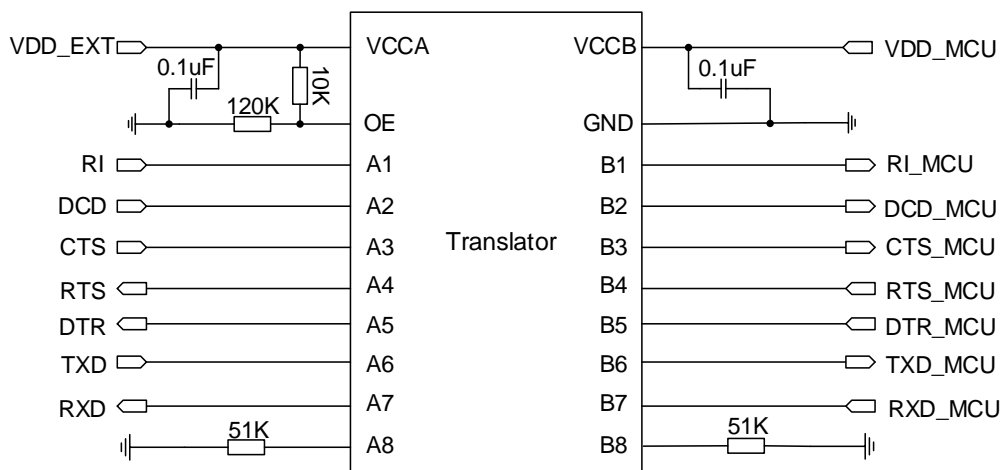 VDD_EXT VCCA VCCB VDD_MCU
0.1uF 10K 0.1uF
120K
OE GND
RI A1 B1 RI_MCU
DCD A2 B2 DCD_MCU
CTS A3 Translator B3 CTS_MCU
RTS A4 B4 RTS_MCU
DTR A5 B5 DTR_MCU
TXD A6 B6 TXD_MCU
RXD A7 B7 RXD_MCU
51K A8 B8 51K